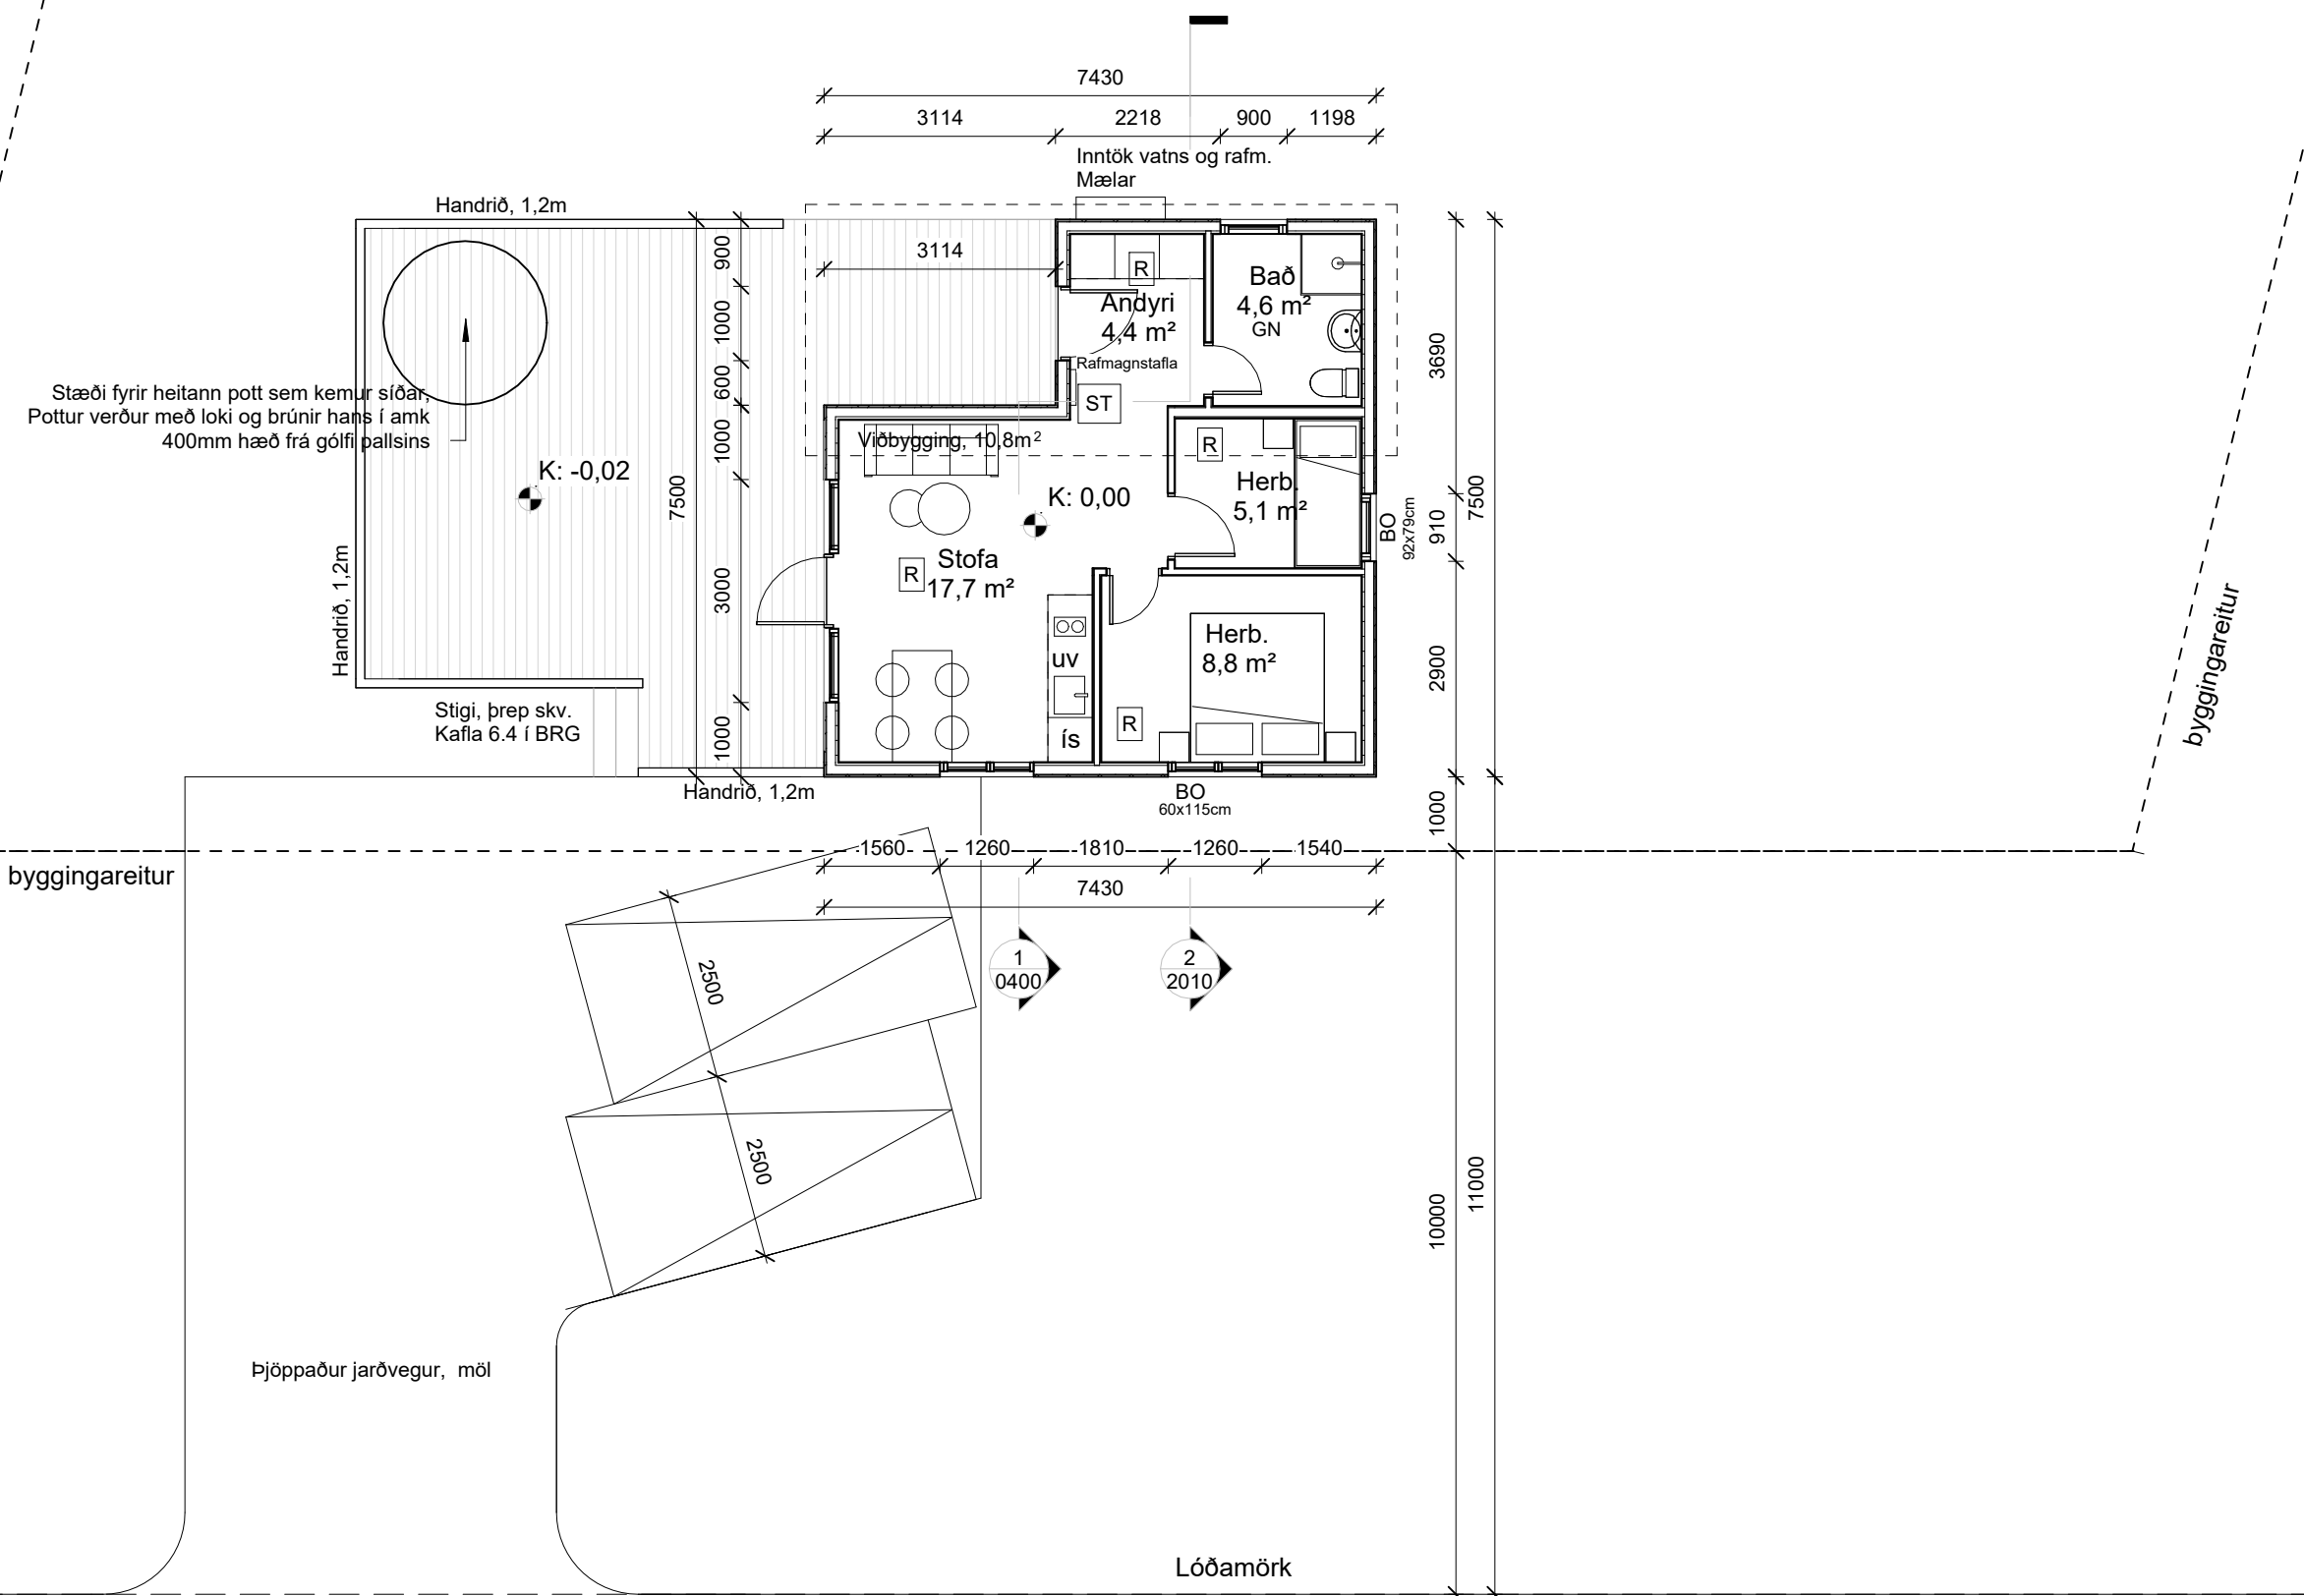 7430
3114
2218
900
1198
Inntök vatns og rafm.
Mælar
Handrið, 1,2m
3114
900
1000
600
1000
3000
1000
7500
R
Andyri
4,4 m²
Rafmagnstafla
ST
Bað
4,6 m²
GN
Stæði fyrir heitann pott sem kemur síðar,
Pottur verður með loki og brúnir hans í amk
400mm hæð frá gólfi pallsins
K: -0,02
Viðbygging, 10,8m²
K: 0,00
R
Herb.
5,1 m²
BO
92x79cm
3690
910
2900
7500
Stofa
17,7 m²
R
uv
ís
Herb.
8,8 m²
R
Handrið, 1,2m
Stigi, þrep skv.
Kafla 6.4 í BRG
Handrið, 1,2m
BO
60x115cm
byggingareitur
1000
1560
1260
1810
1260
1540
7430
byggingareitur
1
0400
2
2010
2500
2500
10000
11000
Þjöppaður jarðvegur, möl
Lóðamörk